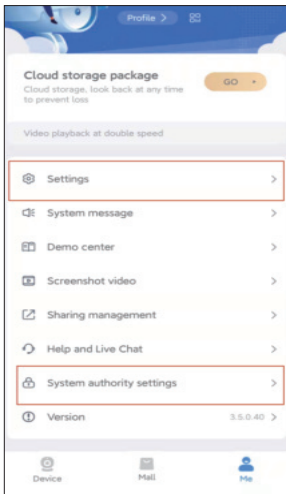 Profile >
Cloud storage package
GO
Cloud storage, look back at any time
to prevent loss
Video playback at double speed
Settings >
System message >
Demo center >
Screenshot video >
Sharing management >
Help and Live Chat >
System authority settings >
Version 3.5.0.40 >
Device Mall Me